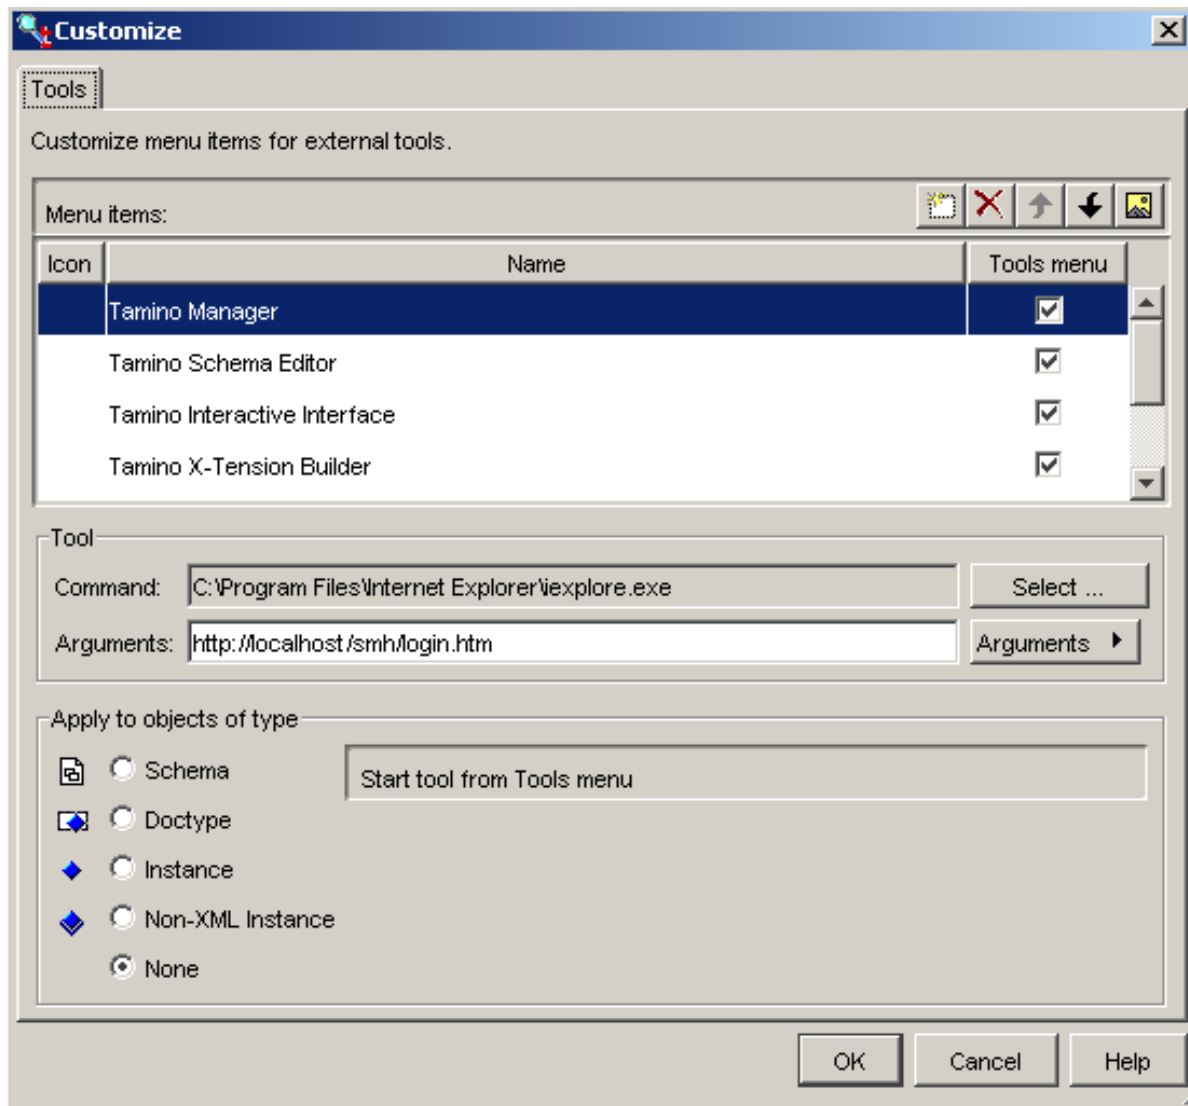 Customize
Tools
Customize menu items for external tools.
Menu items:
Icon Name Tools menu
Tamino Manager
Tamino Schema Editor
Tamino Interactive Interface
Tamino X-Tension Builder
Tool
Command: C:\Program Files\Internet Explorer\iexplore.exe Select ...
Arguments: http://localhost/smh/login.htm Arguments
Apply to objects of type
Schema Start tool from Tools menu
Doctype
Instance
Non-XML Instance
None
OK Cancel Help